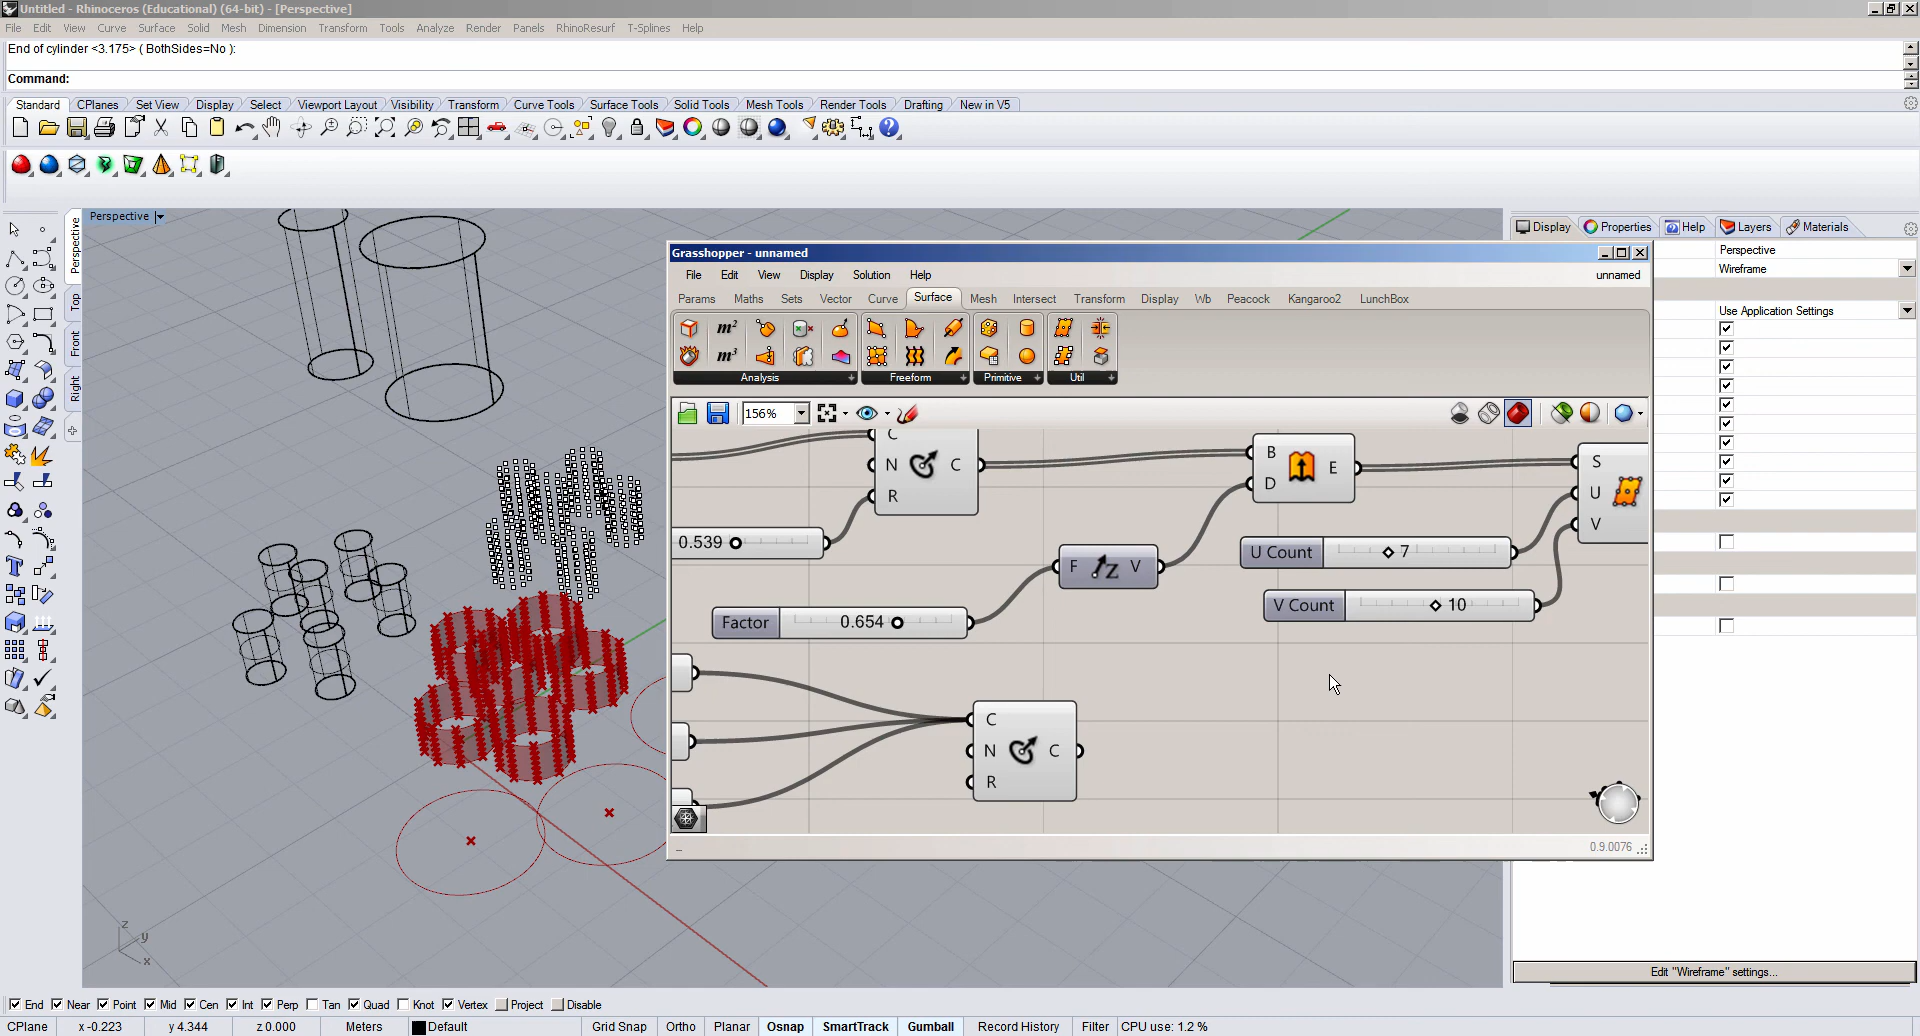 Untitled - Rhinoceros (Educational) (64-bit) - [Perspective]
File Edit View Curve Surface Solid Mesh Dimension Transform Tools Analyze Render Panels RhinoResurf T-Splines Help
End of cylinder <3.175> ( BothSides=No ):
Command:
Standard CPlanes Set View Display Select Viewport Layout Visibility Transform Curve Tools Surface Tools Solid Tools Mesh Tools Render Tools Drafting New in V5
Perspective
Perspective
Top
Front
Right
Display Properties Help Layers Materials
Perspective
Wireframe
Use Application Settings
Edit "Wireframe" settings...
Grasshopper - unnamed
File Edit View Display Solution Help unnamed
Params Maths Sets Vector Curve Surface Mesh Intersect Transform Display Wb Peacock Kangaroo2 LunchBox
m²
m³
Analysis Freeform Primitive Util
156%
C
N C
R
B
D E
S
U
V
0.539
F Z V
U Count 7
V Count 10
Factor 0.654
C
N C
R
0.9.0076
z
y
x
End Near Point Mid Cen Int Perp Tan Quad Knot Vertex Project Disable
CPlane x -0.223 y 4.344 z 0.000 Meters Default Grid Snap Ortho Planar Osnap SmartTrack Gumball Record History Filter CPU use: 1.2 %